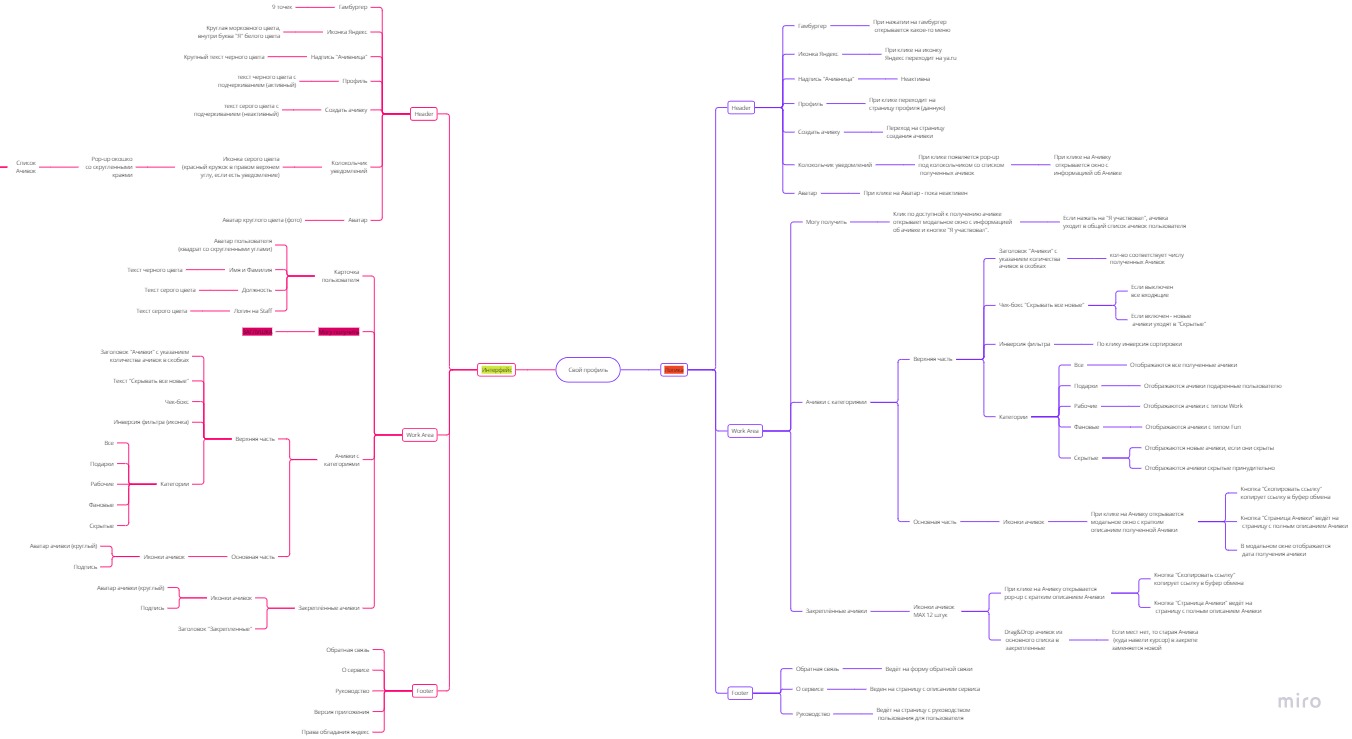 9 точек
Гамбургер
Круглая морковного цвета,
внутри буква "Я" белого цвета
Иконка Яндекс
Крупный текст черного цвета
Надпись "Ачивница"
текст черного цвета с
подчеркиванием (активный)
Профиль
текст серого цвета с
подчеркиванием (неактивный)
Создать ачивку
Header
Список
Ачивок
Pop-up окошко
со скругленными
краями
Иконка серого цвета
(красный кружок в правом верхнем
углу, если есть уведомление)
Колокольчик
уведомлений
Аватар круглого цвета (фото)
Аватар
Аватар пользователя
(квадрат со скругленными углами)
Текст черного цвета
Имя и Фамилия
Карточка
пользователя
Текст серого цвета
Должность
Текст серого цвета
Логин на Staff
Могу получить
Заголовок "Ачивки" с указанием
количества ачивок в скобках
Текст "Скрывать все новые"
Чек-бокс
Инверсия фильтра (иконка)
Верхняя часть
Все
Подарки
Рабочие
Фановые
Скрытые
Категории
Ачивки с
категориями
Аватар ачивки (круглый)
Подпись
Иконки ачивок
Основная часть
Аватар ачивки (круглый)
Подпись
Иконки ачивок
Заголовок "Закрепленные"
Закреплённые ачивки
Work Area
Обратная связь
О сервисе
Руководство
Версия приложения
Права обладания яндекс
Footer
Интерфейс
Свой профиль
Логика
Header
Гамбургер
При нажатии на гамбургер
открывается какое-то меню
Иконка Яндекс
При клике на иконку
Яндекс переходит на ya.ru
Надпись "Ачивница"
Неактивна
Профиль
При клике переходит на
страницу профиля (данную)
Создать ачивку
Переход на страницу
создания ачивки
Колокольчик уведомлений
При клике появляется pop-up
под колокольчиком со списком
полученных ачивок
При клике на Ачивку
открывается окно с
информацией об Ачивке
Аватар
При клике на Аватар - пока неактивен
Work Area
Могу получить
Клик по доступной к получению ачивке
открывает модальное окно с информацией
об ачивке и кнопке "Я участвовал".
Если нажать на "Я участвовал", ачивка
уходит в общий список ачивок пользователя
Ачивки с категориями
Верхняя часть
Заголовок "Ачивки" с
указанием количества
ачивок в скобках
кол-во соответствует числу
полученных Ачивок
Чек-бокс "Скрывать все новые"
Если выключен
все входящие
Если включен - новые
ачивки уходят в "Скрытые"
Инверсия фильтра
По клику инверсия сортировки
Категории
Все
Отображаются все полученные ачивки
Подарки
Отображаются ачивки подаренные пользователю
Рабочие
Отображаются ачивки с типом Work
Фановые
Отображаются ачивки с типом Fun
Скрытые
Отображаются новые ачивки, если они скрыты
Отображаются ачивки скрытые принудительно
Основная часть
Иконки ачивок
При клике на Ачивку открывается
модальное окно с кратким
описанием полученной Ачивки
Кнопка "Скопировать ссылку"
копирует ссылку в буфер обмена
Кнопка "Страница Ачивки" ведёт на
страницу с полным описанием Ачивки
В модальном окне отображается
дата получения ачивки
Закреплённые ачивки
Иконки ачивок
MAX 12 штук
При клике на Ачивку открывается
pop-up с кратким описанием Ачивки
Кнопка "Скопировать ссылку"
копирует ссылку в буфер обмена
Кнопка "Страница Ачивки" ведёт на
страницу с полным описанием Ачивки
Drag&Drop ачивок из
основного списка в
закрепленные
Если мест нет, то старая Ачивка
(куда навели курсор) в закрепе
заменяется новой
Footer
Обратная связь
Ведёт на форму обратной связи
О сервисе
Веден на страницу с описанием сервиса
Руководство
Ведёт на страницу с руководством
пользования для пользователя
miro